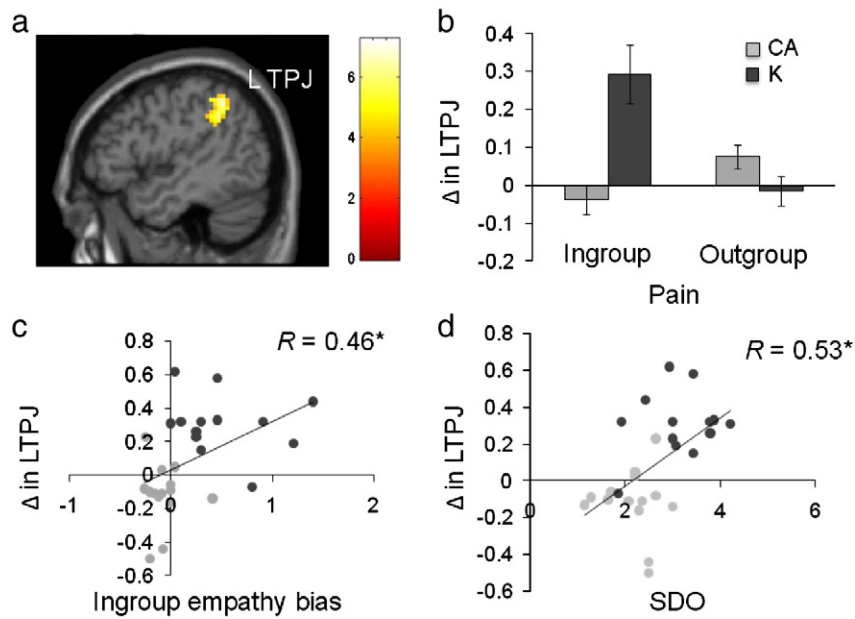 a
L TPJ
6
4
2
0
b
Δ in LTPJ
0.4
0.3
0.2
0.1
0
-0.1
-0.2
CA
K
Ingroup Outgroup
Pain
c
R = 0.46*
Δ in LTPJ
0.8
0.6
0.4
0.2
0
-0.2
-0.4
-0.6
-1 0 1 2
Ingroup empathy bias
d
R = 0.53*
Δ in LTPJ
0.8
0.6
0.4
0.2
0
-0.2
-0.4
-0.6
0 2 4 6
SDO